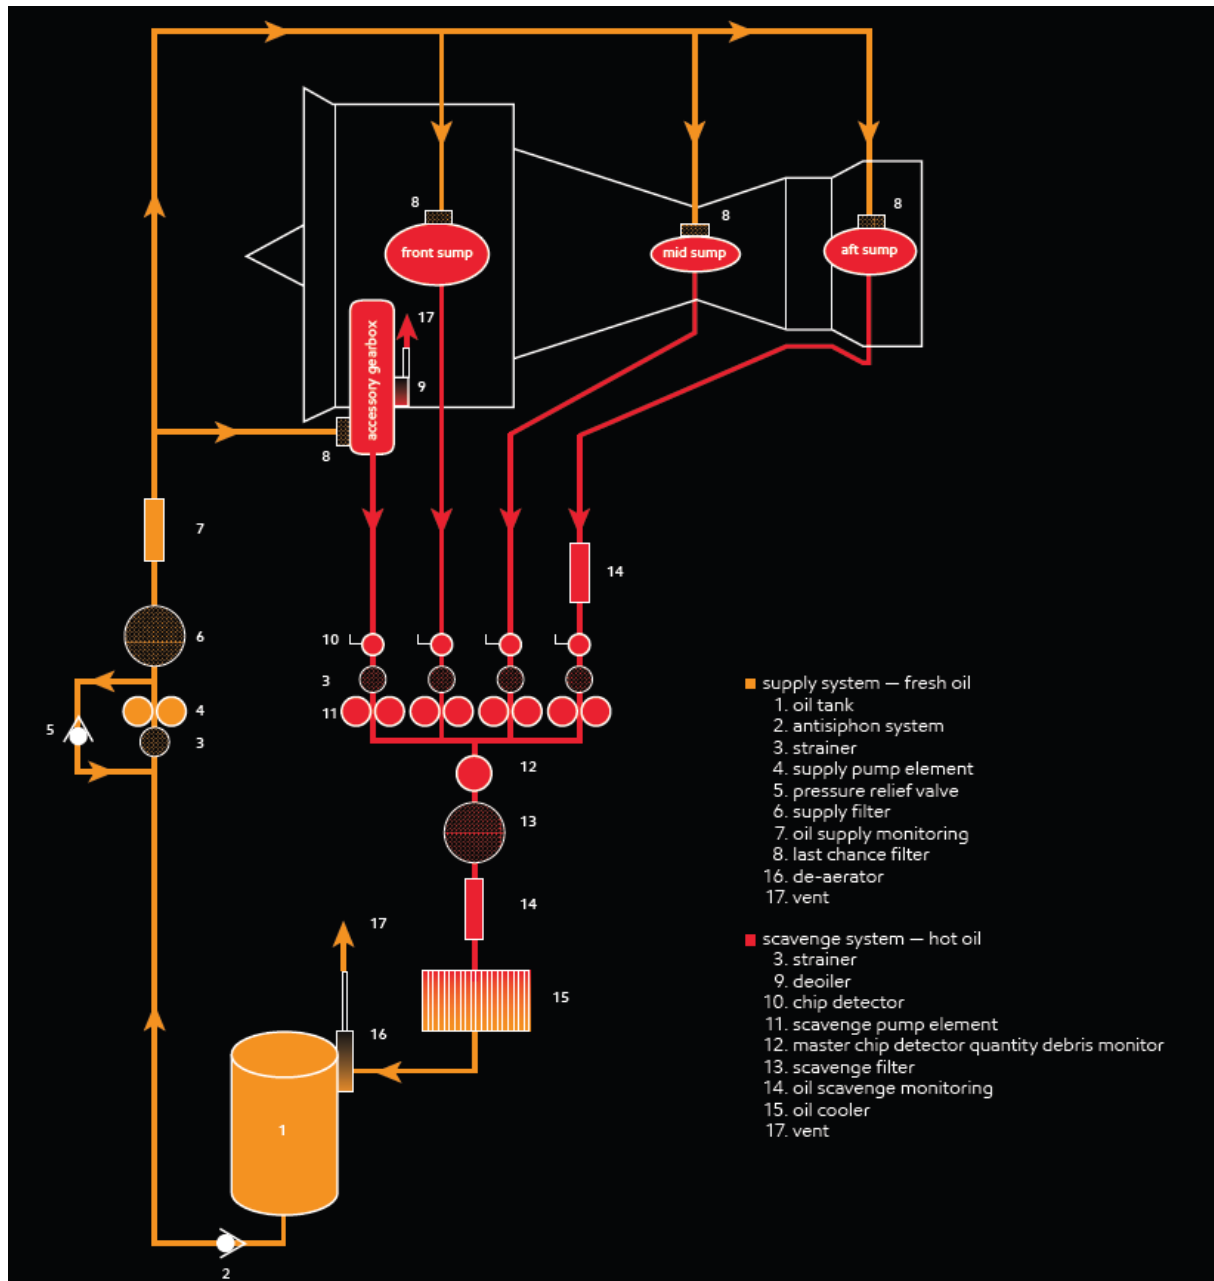 8
8
8
front sump
mid sump
aft sump
17
accessory gearbox
9
8
7
14
6
10
3
4
11
5
3
12
13
14
17
15
16
1
2
supply system — fresh oil
1. oil tank
2. antisiphon system
3. strainer
4. supply pump element
5. pressure relief valve
6. supply filter
7. oil supply monitoring
8. last chance filter
16. de-aerator
17. vent
scavenge system — hot oil
3. strainer
9. deoiler
10. chip detector
11. scavenge pump element
12. master chip detector quantity debris monitor
13. scavenge filter
14. oil scavenge monitoring
15. oil cooler
17. vent